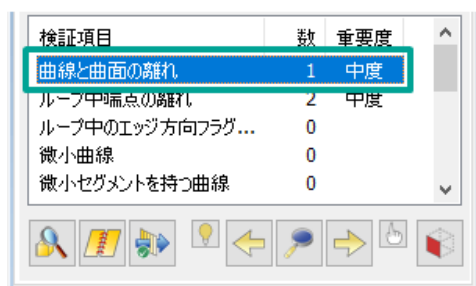 検証項目 数 重要度
曲線と曲面の離れ 1 中度
ループ中端点の離れ 2 中度
ループ中のエッジ方向フラグ... 0
微小曲線 0
微小セグメントを持つ曲線 0